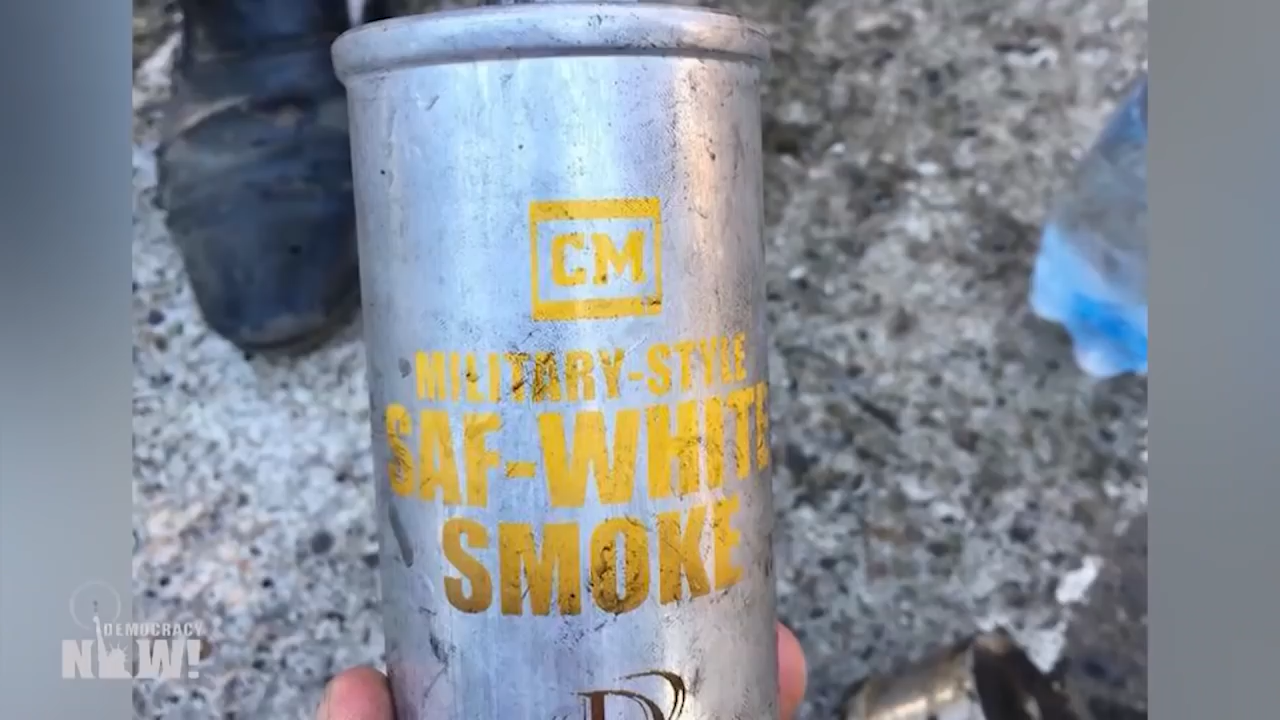 CM
MILITARY-STYLE
SAF-WHITE
SMOKE
DEMOCRACY
NOW!